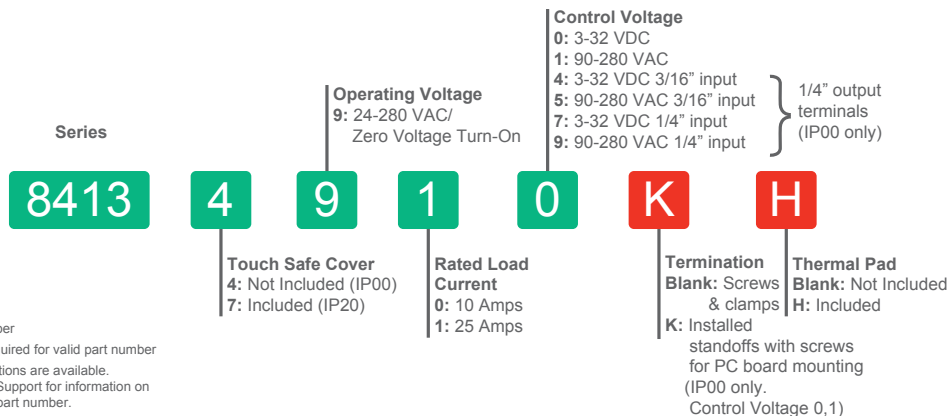 Control Voltage
0: 3-32 VDC
1: 90-280 VAC
4: 3-32 VDC 3/16” input
5: 90-280 VAC 3/16” input
7: 3-32 VDC 1/4” input
9: 90-280 VAC 1/4” input
1/4” output
terminals
(IP00 only)
Operating Voltage
9: 24-280 VAC/
Zero Voltage Turn-On
Series
8413
4
9
1
0
K
H
Touch Safe Cover
4: Not Included (IP00)
7: Included (IP20)
Rated Load
Current
0: 10 Amps
1: 25 Amps
Termination
Blank: Screws
& clamps
K: Installed
standoffs with screws
for PC board mounting
(IP00 only.
Control Voltage 0,1)
Thermal Pad
Blank: Not Included
H: Included
for valid part number
are available.
Support for information on
part number.